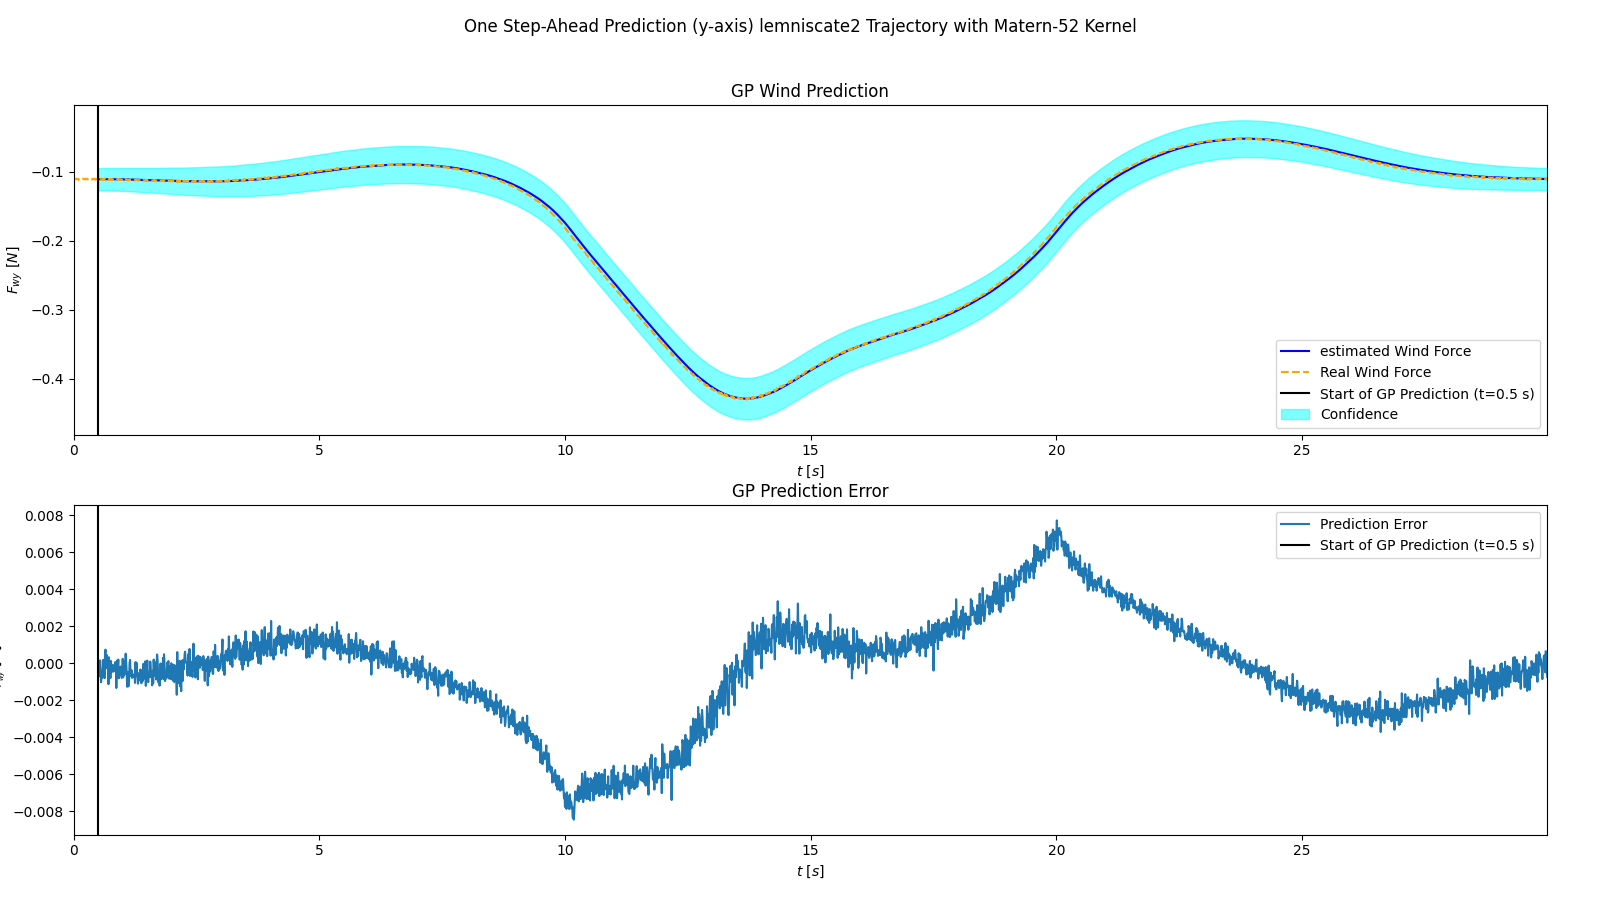 One Step-Ahead Prediction (y-axis) lemniscate2 Trajectory with Matern-52 Kernel
GP Wind Prediction
−0.1
−0.2
−0.3
−0.4
F_wy [N]
estimated Wind Force
Real Wind Force
Start of GP Prediction (t=0.5 s)
Confidence
0 5 10 15 20 25
t [s]
GP Prediction Error
0.008
0.006
0.004
0.002
0.000
−0.002
−0.004
−0.006
−0.008
Prediction Error
Start of GP Prediction (t=0.5 s)
0 5 10 15 20 25
t [s]